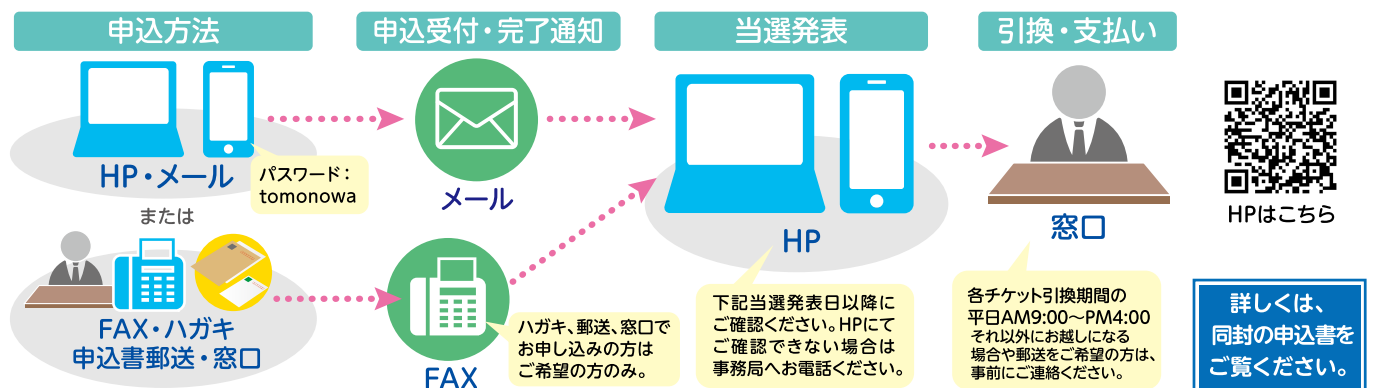 申込方法
HP・メール
パスワード：
tomonowa
または
FAX・ハガキ
申込書郵送・窓口
申込受付・完了通知
メール
FAX
ハガキ、郵送、窓口で
お申し込みの方は
ご希望の方のみ。
当選発表
HP
下記当選発表日以降に
ご確認ください。HPにて
ご確認できない場合は
事務局へお電話ください。
引換・支払い
窓口
各チケット引換期間の
平日AM9:00〜PM4:00
それ以外にお越しになる
場合や郵送をご希望の方は、
事前にご連絡ください。
HPはこちら
詳しくは、
同封の申込書を
ご覧ください。